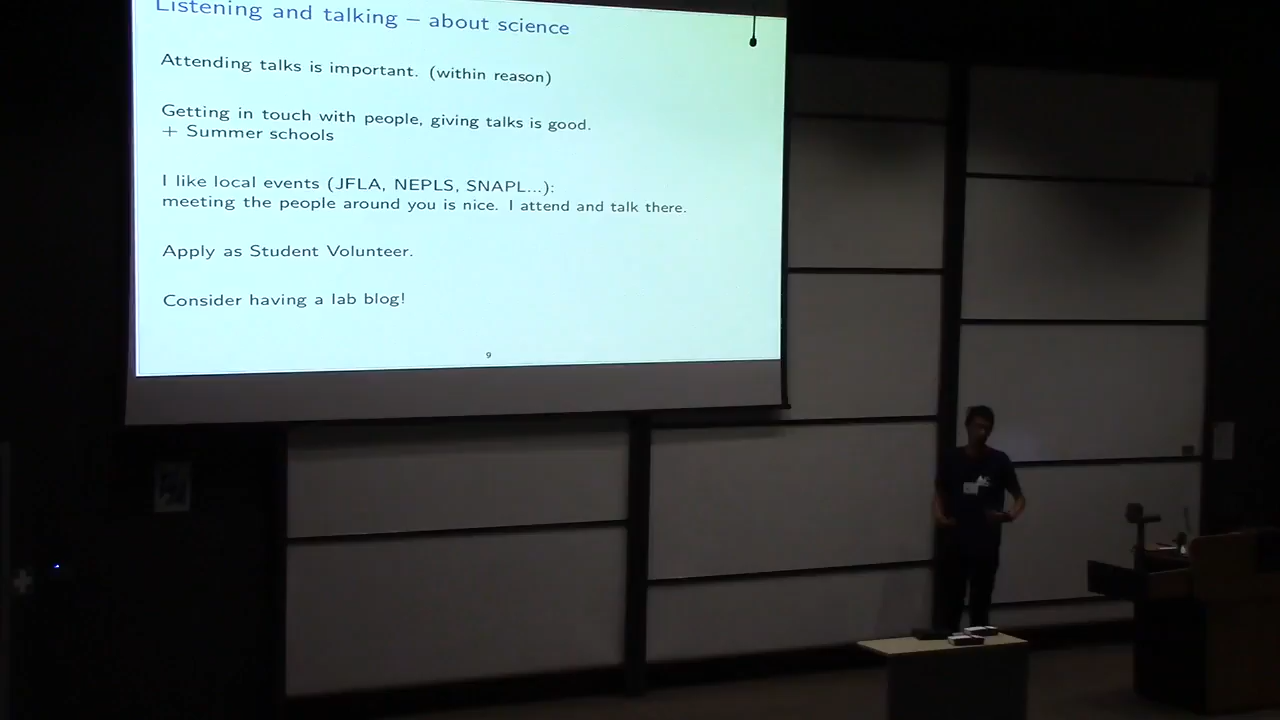 Listening and talking – about science
Attending talks is important. (within reason)
Getting in touch with people, giving talks is good.
+ Summer schools
I like local events (JFLA, NEPLS, SNAPL...):
meeting the people around you is nice. I attend and talk there.
Apply as Student Volunteer.
Consider having a lab blog!
9